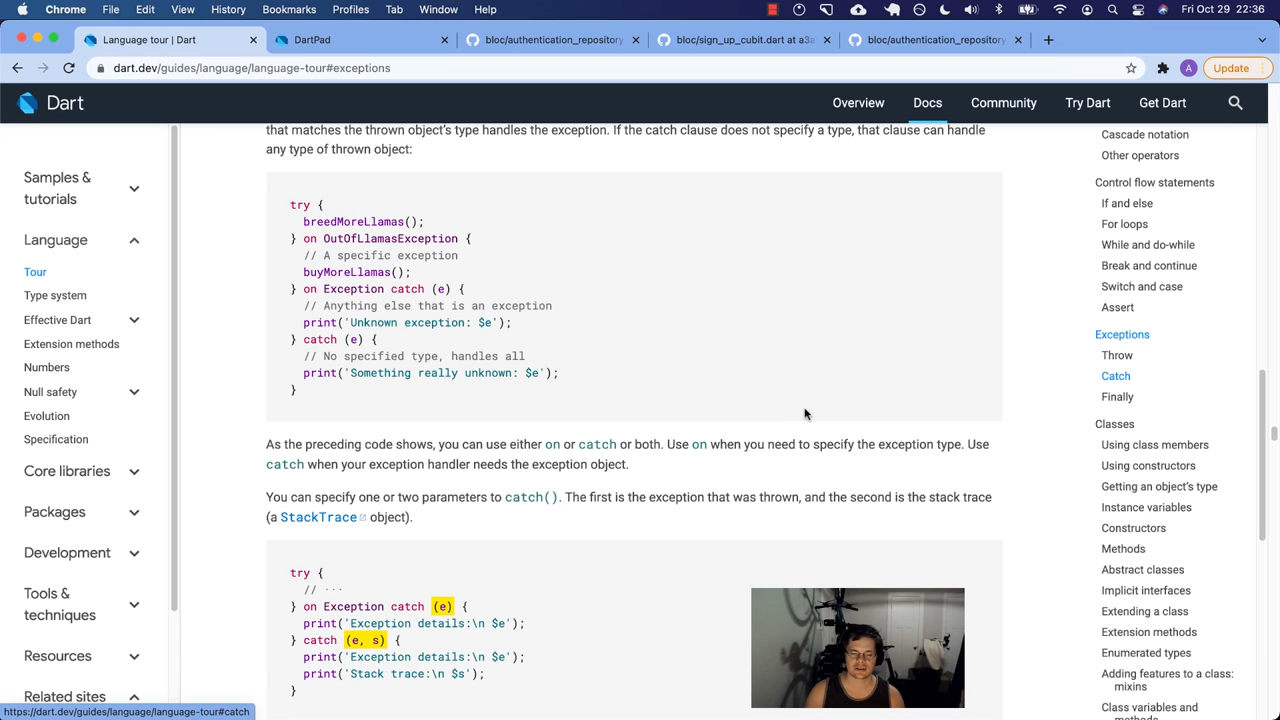 Chrome File Edit View History Bookmarks Profiles Tab Window Help Fri Oct 29 22:36
Language tour | Dart
DartPad
bloc/authentication_repository
bloc/sign_up_cubit.dart at a3a
bloc/authentication_repository
dart.dev/guides/language/language-tour#exceptions
A
Update
Dart
Overview Docs Community Try Dart Get Dart
Samples &
tutorials
Language
Tour
Type system
Effective Dart
Extension methods
Numbers
Null safety
Evolution
Specification
Core libraries
Packages
Development
Tools &
techniques
Resources
Related sites
https://dart.dev/guides/language/language-tour#catch
that matches the thrown object's type handles the exception. If the catch clause does not specify a type, that clause can handle
any type of thrown object:
try {
breedMoreLlamas();
} on OutOfLlamasException {
// A specific exception
buyMoreLlamas();
} on Exception catch (e) {
// Anything else that is an exception
print('Unknown exception: $e');
} catch (e) {
// No specified type, handles all
print('Something really unknown: $e');
}
As the preceding code shows, you can use either on or catch or both. Use on when you need to specify the exception type. Use
catch when your exception handler needs the exception object.
You can specify one or two parameters to catch(). The first is the exception that was thrown, and the second is the stack trace
(a StackTrace object).
try {
// ···
} on Exception catch (e) {
print('Exception details:\n $e');
} catch (e, s) {
print('Exception details:\n $e');
print('Stack trace:\n $s');
}
Cascade notation
Other operators
Control flow statements
If and else
For loops
While and do-while
Break and continue
Switch and case
Assert
Exceptions
Throw
Catch
Finally
Classes
Using class members
Using constructors
Getting an object's type
Instance variables
Constructors
Methods
Abstract classes
Implicit interfaces
Extending a class
Extension methods
Enumerated types
Adding features to a class:
mixins
Class variables and
methods